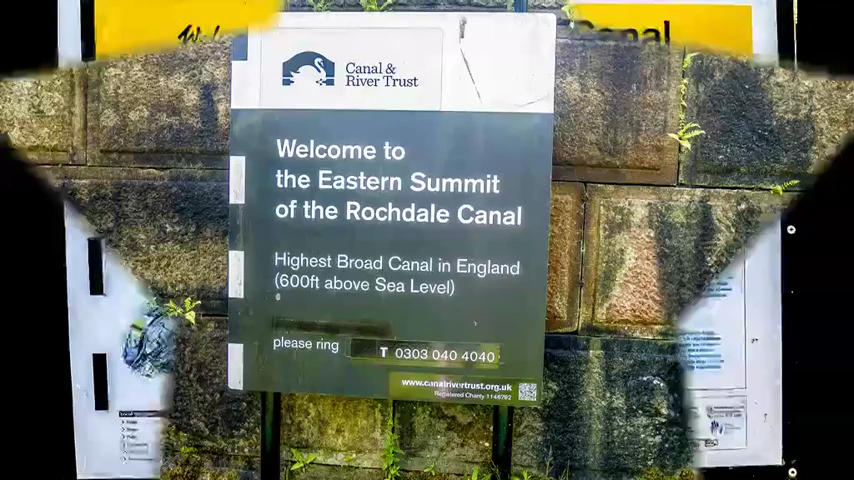 Canal
Canal &
River Trust
Welcome to
the Eastern Summit
of the Rochdale Canal
Highest Broad Canal in England
(600ft above Sea Level)
please ring
T 0303 040 4040
www.canalrivertrust.org.uk
Registered Charity 1146792